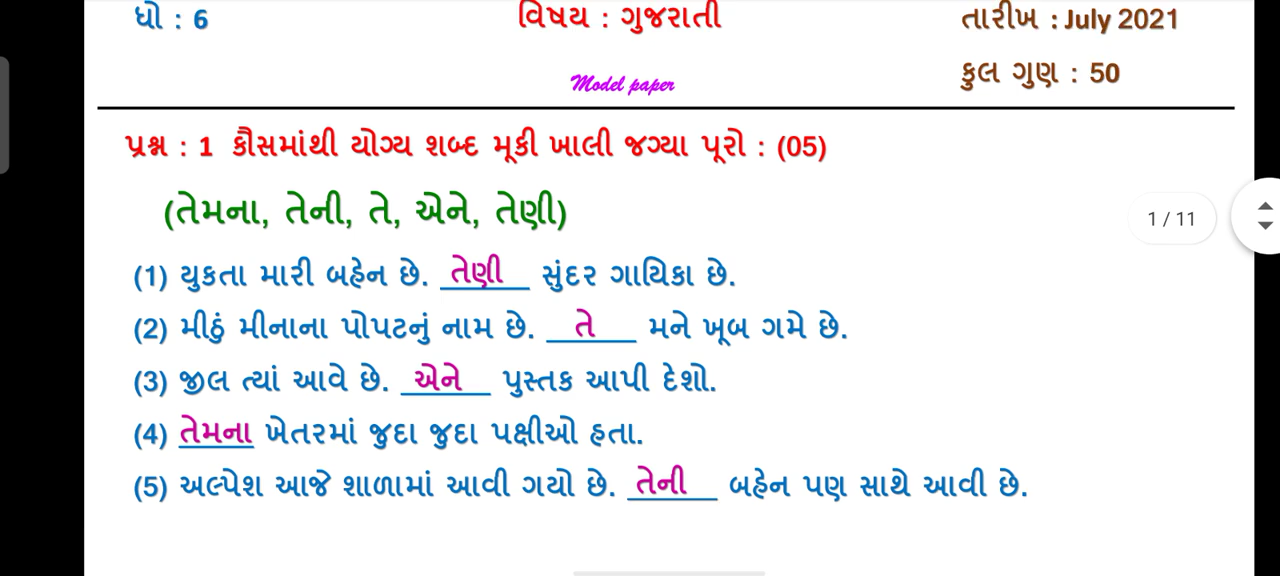 ધો : 6 વિષય : ગુજરાતી તારીખ : July 2021
કુલ ગુણ : 50
Model paper
પ્રશ્ન : 1 કૌસમાંથી યોગ્ય શબ્દ મૂકી ખાલી જગ્યા પૂરો : (05)
(તેમના, તેની, તે, એને, તેણી)
1 / 11
(1) યુકતા મારી બહેન છે. તેણી સુંદર ગાયિકા છે.
(2) મીઠું મીનાના પોપટનું નામ છે. તે મને ખૂબ ગમે છે.
(3) જીલ ત્યાં આવે છે. એને પુસ્તક આપી દેશો.
(4) તેમના ખેતરમાં જુદા જુદા પક્ષીઓ હતા.
(5) અલ્પેશ આજે શાળામાં આવી ગયો છે. તેની બહેન પણ સાથે આવી છે.